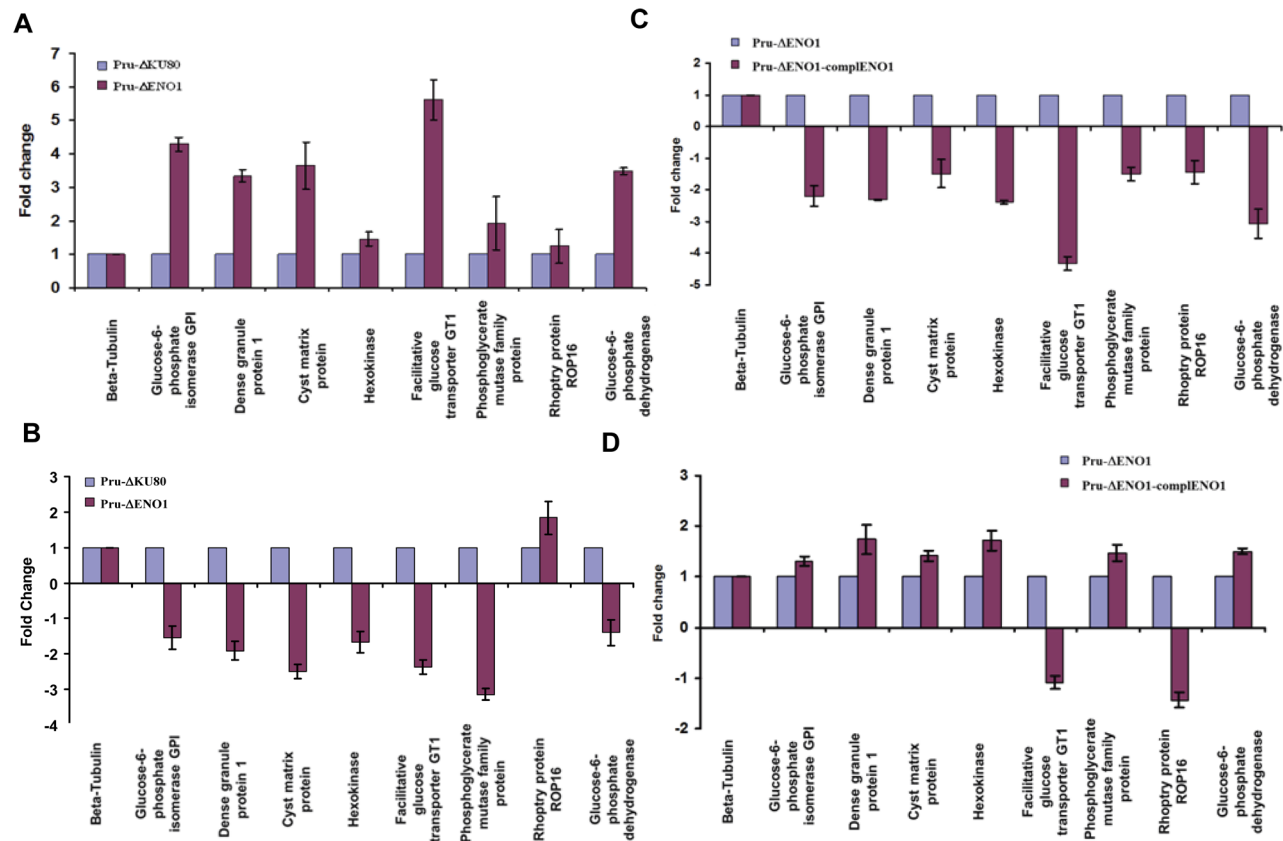 A
Pru-ΔKU80
Pru-ΔENO1
Fold change
7
6
5
4
3
2
1
0
Beta-Tubulin
Glucose-6-
phosphate
isomerase GPI
Dense granule
protein 1
Cyst matrix
protein
Hexokinase
Facilitative
glucose
transporter GT1
Phosphoglycerate
mutase family
protein
Rhoptry protein
ROP16
Glucose-6-
phosphate
dehydrogenase
B
Pru-ΔKU80
Pru-ΔENO1
Fold Change
3
2
1
0
-1
-2
-3
-4
Beta-Tubulin
Glucose-6-
phosphate
isomerase GPI
Dense granule
protein 1
Cyst matrix
protein
Hexokinase
Facilitative
glucose
transporter GT1
Phosphoglycerate
mutase family
protein
Rhoptry protein
ROP16
Glucose-6-
phosphate
dehydrogenase
C
Pru-ΔENO1
Pru-ΔENO1-complENO1
Fold change
2
1
0
-1
-2
-3
-4
-5
Beta-Tubulin
Glucose-6-
phosphate
isomerase GPI
Dense granule
protein 1
Cyst matrix
protein
Hexokinase
Facilitative
glucose
transporter GT1
Phosphoglycerate
mutase family
protein
Rhoptry protein
ROP16
Glucose-6-
phosphate
dehydrogenase
D
Pru-ΔENO1
Pru-ΔENO1-complENO1
Fold change
3
2
1
0
-1
-2
Beta-Tubulin
Glucose-6-
phosphate
isomerase GPI
Dense granule
protein 1
Cyst matrix
protein
Hexokinase
Facilitative
glucose
transporter GT1
Phosphoglycerate
mutase family
protein
Rhoptry protein
ROP16
Glucose-6-
phosphate
dehydrogenase